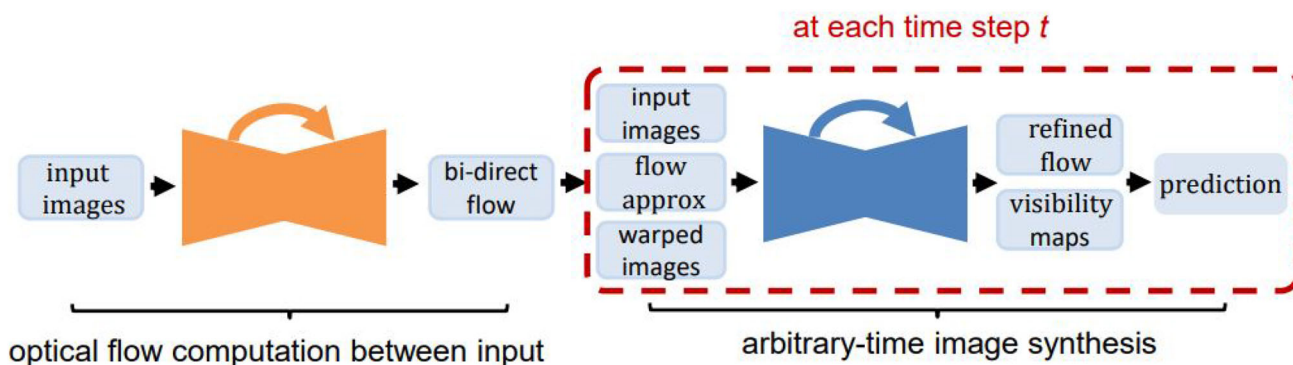 at each time step t
input
images
bi-direct
flow
input
images
flow
approx
warped
images
refined
flow
visibility
maps
prediction
optical flow computation between input
arbitrary-time image synthesis